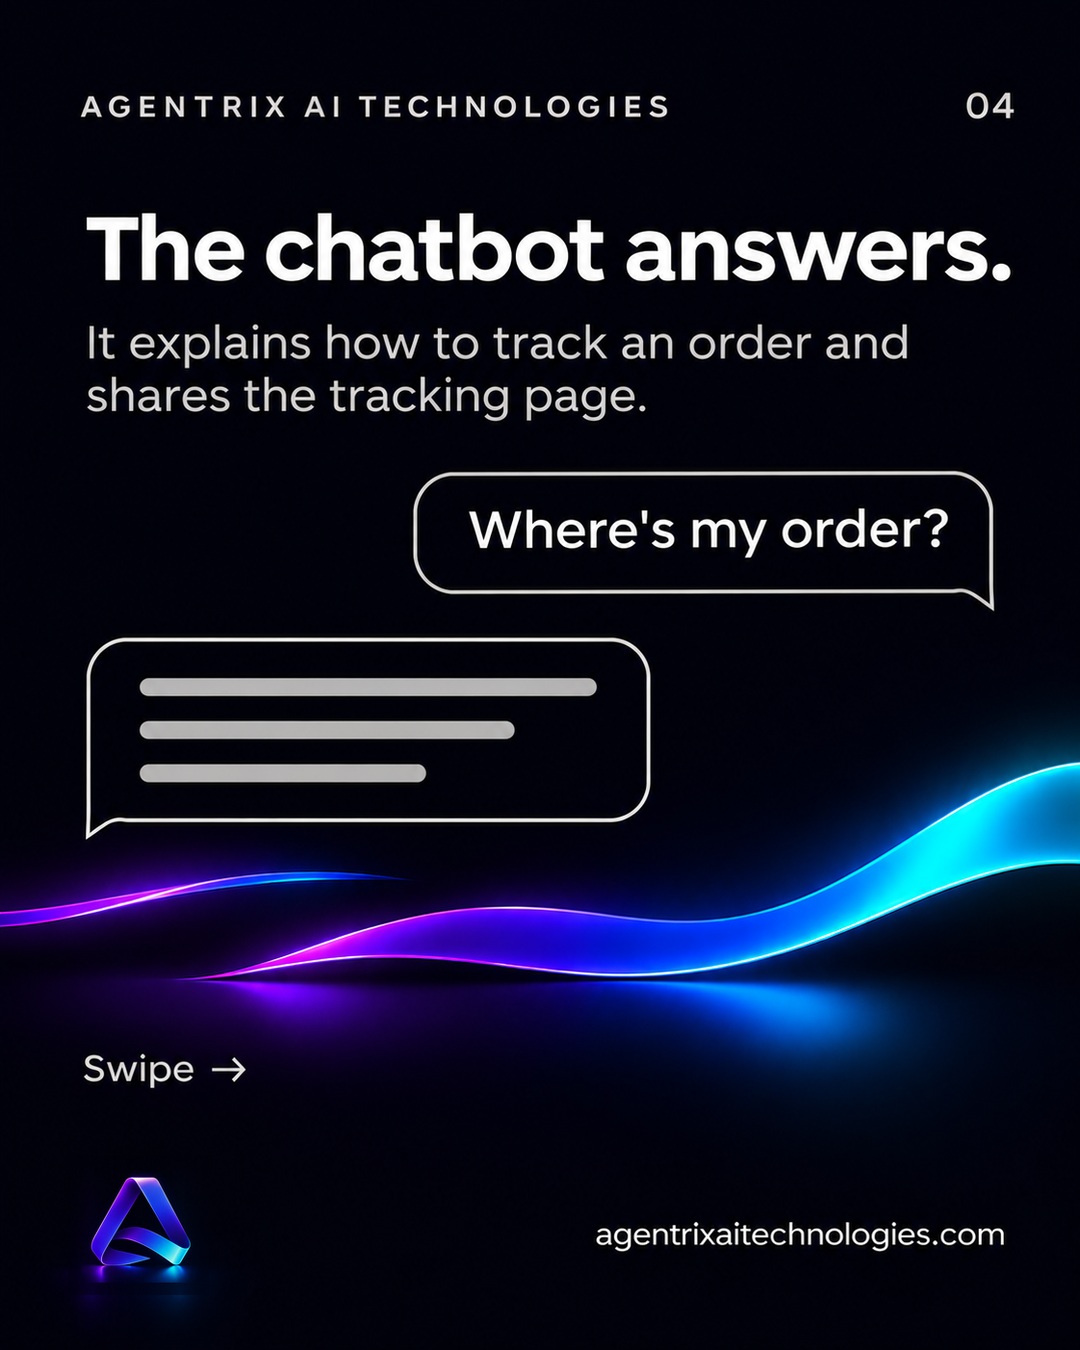 AGENTRIX AI TECHNOLOGIES
04
The chatbot answers.
It explains how to track an order and
shares the tracking page.
Where's my order?
Swipe →
agentrixaitechnologies.com